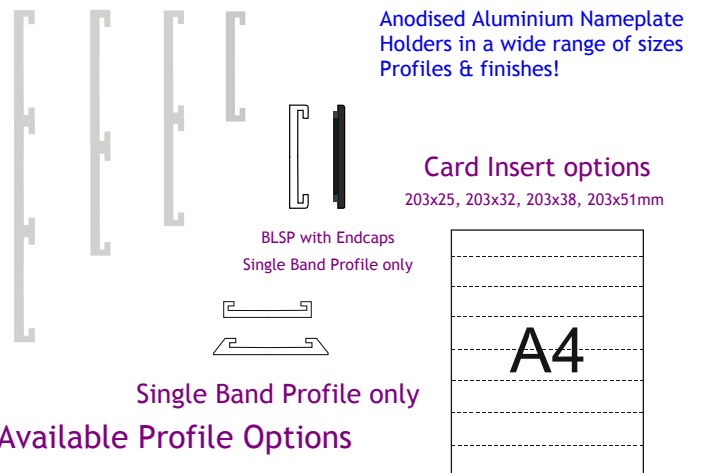 Anodised Aluminium Nameplate
Holders in a wide range of sizes
Profiles & finishes!
Card Insert options
203x25, 203x32, 203x38, 203x51mm
BLSP with Endcaps
Single Band Profile only
A4
Single Band Profile only
Available Profile Options